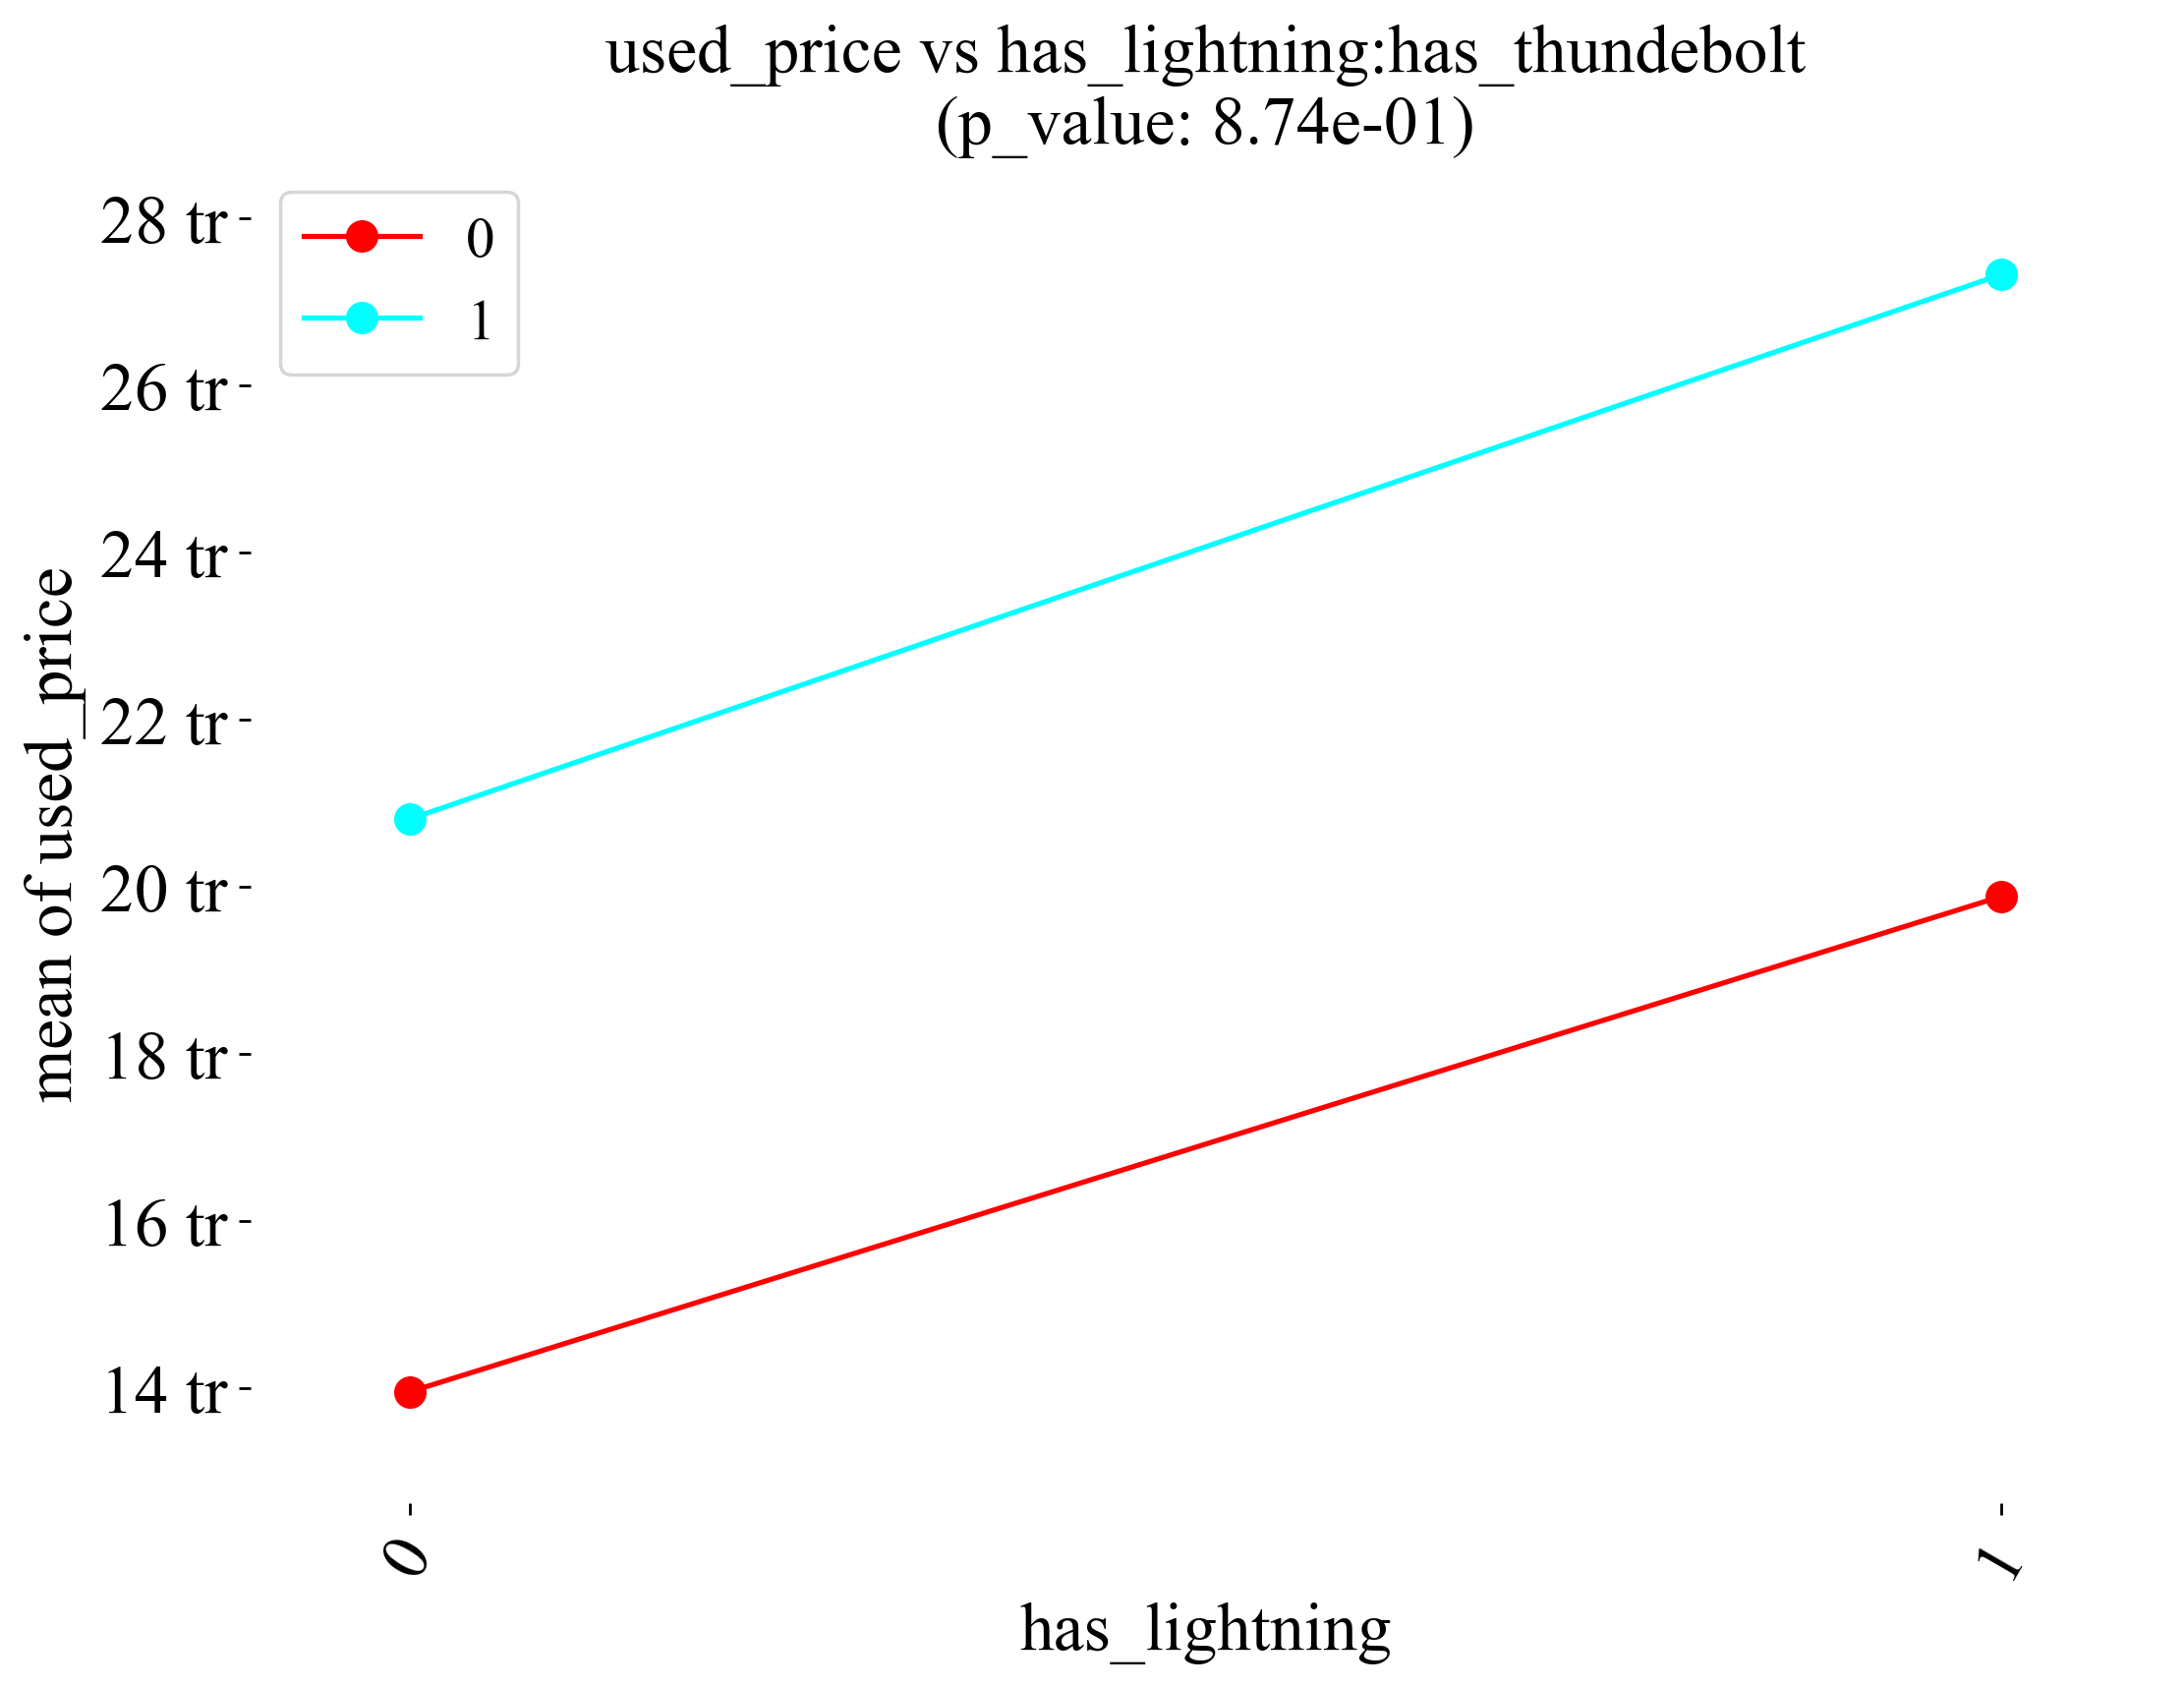 used_price vs has_lightning:has_thundebolt
(p_value: 8.74e-01)
0
1
28 tr
26 tr
24 tr
22 tr
20 tr
18 tr
16 tr
14 tr
mean of used_price
0
1
has_lightning